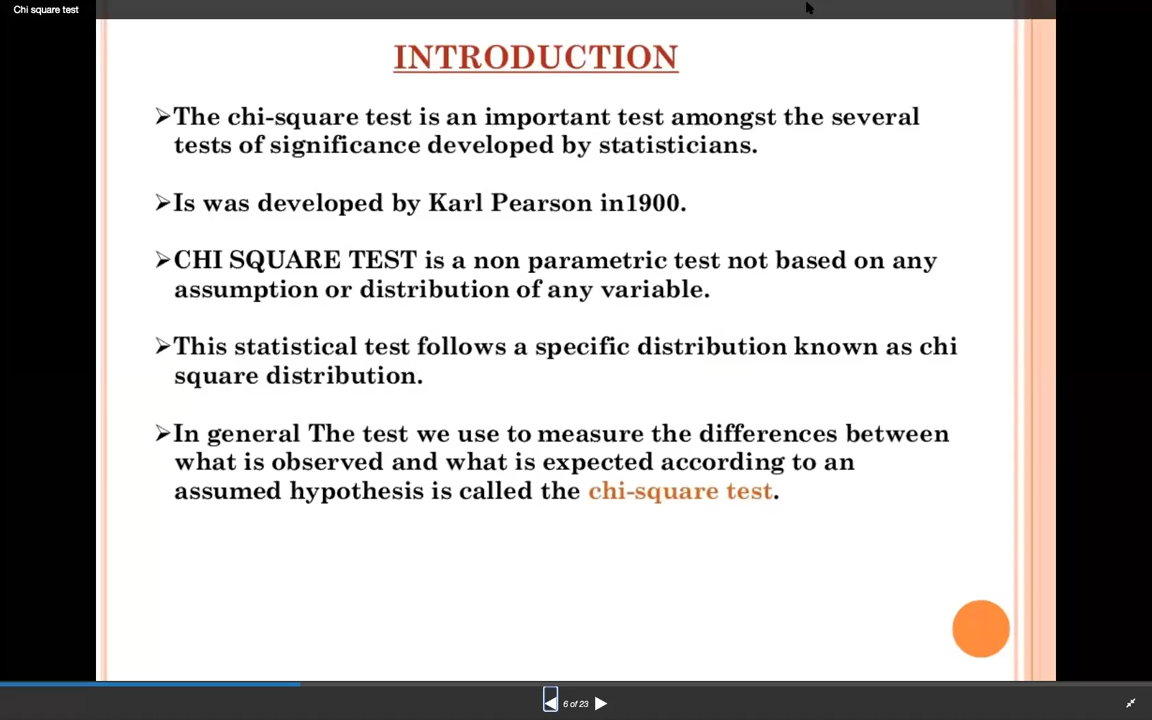 Chi square test
INTRODUCTION
➢The chi-square test is an important test amongst the several
tests of significance developed by statisticians.
➢Is was developed by Karl Pearson in1900.
➢CHI SQUARE TEST is a non parametric test not based on any
assumption or distribution of any variable.
➢This statistical test follows a specific distribution known as chi
square distribution.
➢In general The test we use to measure the differences between
what is observed and what is expected according to an
assumed hypothesis is called the chi-square test.
6 of 23